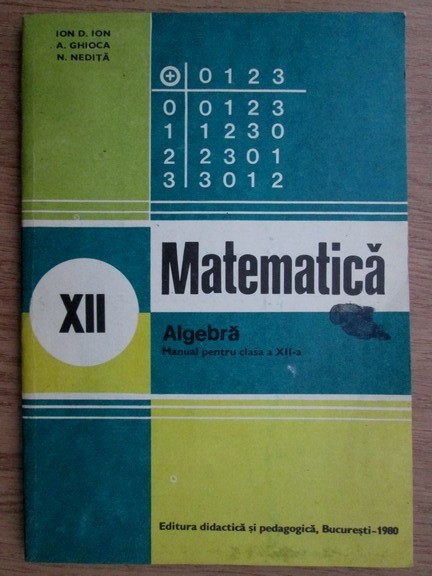 ION D. ION
A. GHIOCA
N. NEDIȚĂ
⊕ 0 1 2 3
0 0 1 2 3
1 1 2 3 0
2 2 3 0 1
3 3 0 1 2
XII
Matematică
Algebră
Manual pentru clasa a XII-a
Editura didactică și pedagogică, București-1980